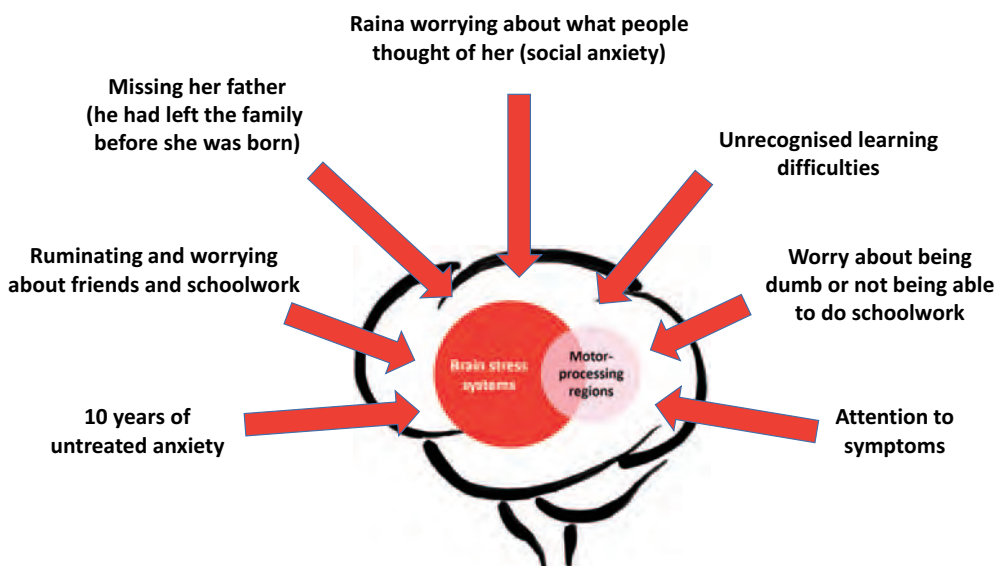 Raina worrying about what people
thought of her (social anxiety)
Missing her father
(he had left the family
before she was born)
Unrecognised learning
difficulties
Ruminating and worrying
about friends and schoolwork
Worry about being
dumb or not being able
to do schoolwork
Brain stress
systems
Motor-
processing
regions
10 years of
untreated anxiety
Attention to
symptoms